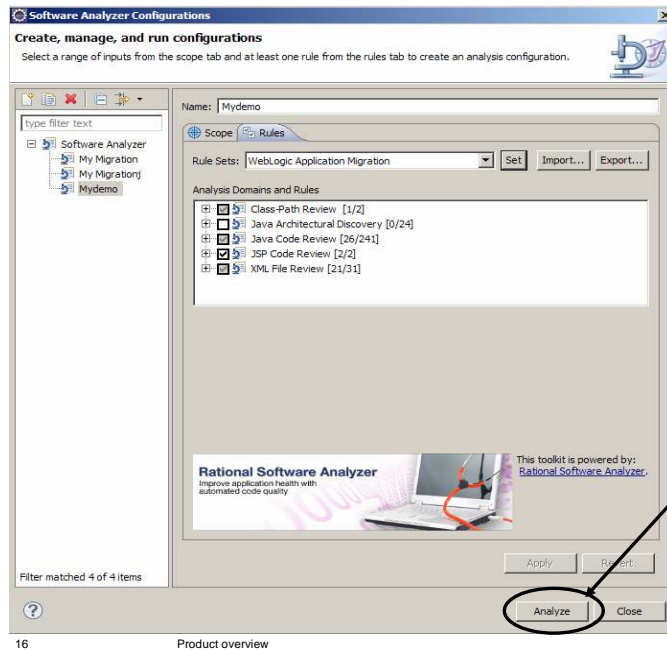 Software Analyzer Configurations
Create, manage, and run configurations
Select a range of inputs from the scope tab and at least one rule from the rules tab to create an analysis configuration.
type filter text
Software Analyzer
My Migration
My Migrationj
Mydemo
Filter matched 4 of 4 items
Name: Mydemo
Scope Rules
Rule Sets: WebLogic Application Migration Set Import... Export...
Analysis Domains and Rules
Class-Path Review [1/2]
Java Architectural Discovery [0/24]
Java Code Review [26/241]
JSP Code Review [2/2]
XML File Review [21/31]
Rational Software Analyzer
Improve application health with
automated code quality
This toolkit is powered by:
Rational Software Analyzer.
Apply Revert
Analyze Close
16 Product overview